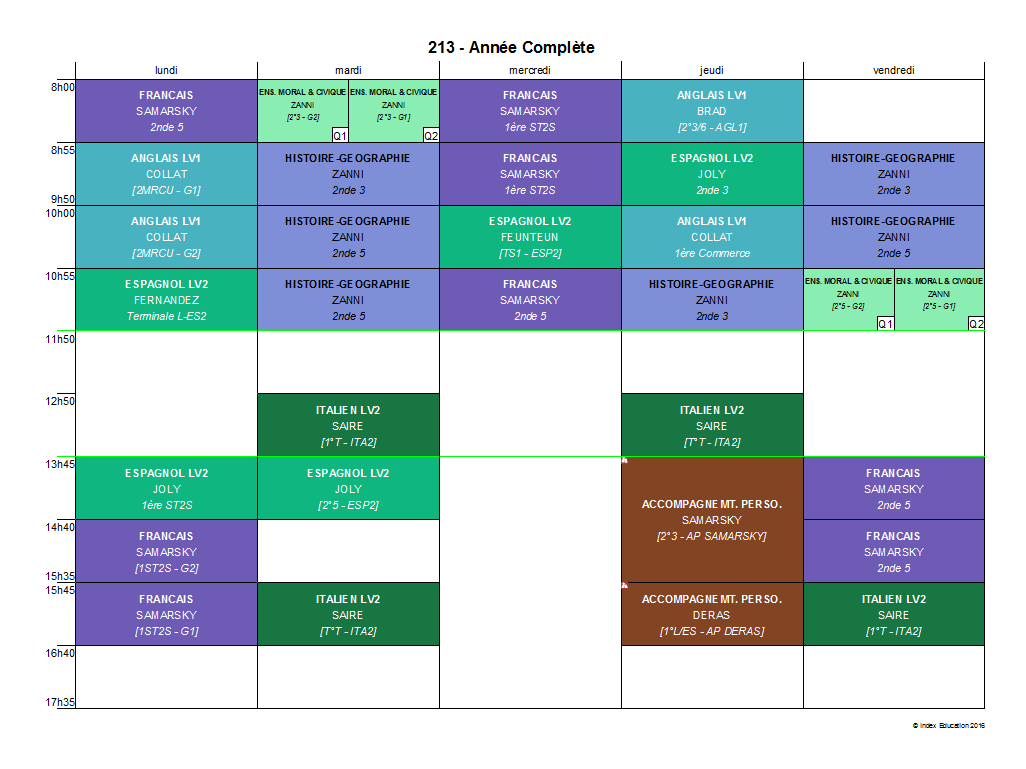 213 - Année Complète
lundi mardi mercredi jeudi vendredi
8h00
FRANCAIS
SAMARSKY
2nde 5
ENS. MORAL & CIVIQUE
ZANNI
[2°3 - G2]
Q1
ENS. MORAL & CIVIQUE
ZANNI
[2°3 - G1]
Q2
FRANCAIS
SAMARSKY
1ère ST2S
ANGLAIS LV1
BRAD
[2°3/6 - AGL1]
8h55
ANGLAIS LV1
COLLAT
[2MRCU - G1]
HISTOIRE-GEOGRAPHIE
ZANNI
2nde 3
FRANCAIS
SAMARSKY
1ère ST2S
ESPAGNOL LV2
JOLY
2nde 3
HISTOIRE-GEOGRAPHIE
ZANNI
2nde 3
9h50
10h00
ANGLAIS LV1
COLLAT
[2MRCU - G2]
HISTOIRE-GEOGRAPHIE
ZANNI
2nde 5
ESPAGNOL LV2
FEUNTEUN
[TS1 - ESP2]
ANGLAIS LV1
COLLAT
1ère Commerce
HISTOIRE-GEOGRAPHIE
ZANNI
2nde 5
10h55
ESPAGNOL LV2
FERNANDEZ
Terminale L-ES2
HISTOIRE-GEOGRAPHIE
ZANNI
2nde 5
FRANCAIS
SAMARSKY
2nde 5
HISTOIRE-GEOGRAPHIE
ZANNI
2nde 3
ENS. MORAL & CIVIQUE
ZANNI
[2°5 - G2]
Q1
ENS. MORAL & CIVIQUE
ZANNI
[2°5 - G1]
Q2
11h50
12h50
ITALIEN LV2
SAIRE
[1°T - ITA2]
ITALIEN LV2
SAIRE
[T°T - ITA2]
13h45
ESPAGNOL LV2
JOLY
1ère ST2S
ESPAGNOL LV2
JOLY
[2°5 - ESP2]
ACCOMPAGNEMT. PERSO.
SAMARSKY
[2°3 - AP SAMARSKY]
FRANCAIS
SAMARSKY
2nde 5
14h40
FRANCAIS
SAMARSKY
[1ST2S - G2]
FRANCAIS
SAMARSKY
2nde 5
15h35
15h45
FRANCAIS
SAMARSKY
[1ST2S - G1]
ITALIEN LV2
SAIRE
[T°T - ITA2]
ACCOMPAGNEMT. PERSO.
DERAS
[1°L/ES - AP DERAS]
ITALIEN LV2
SAIRE
[1°T - ITA2]
16h40
17h35
© Index Education 2016